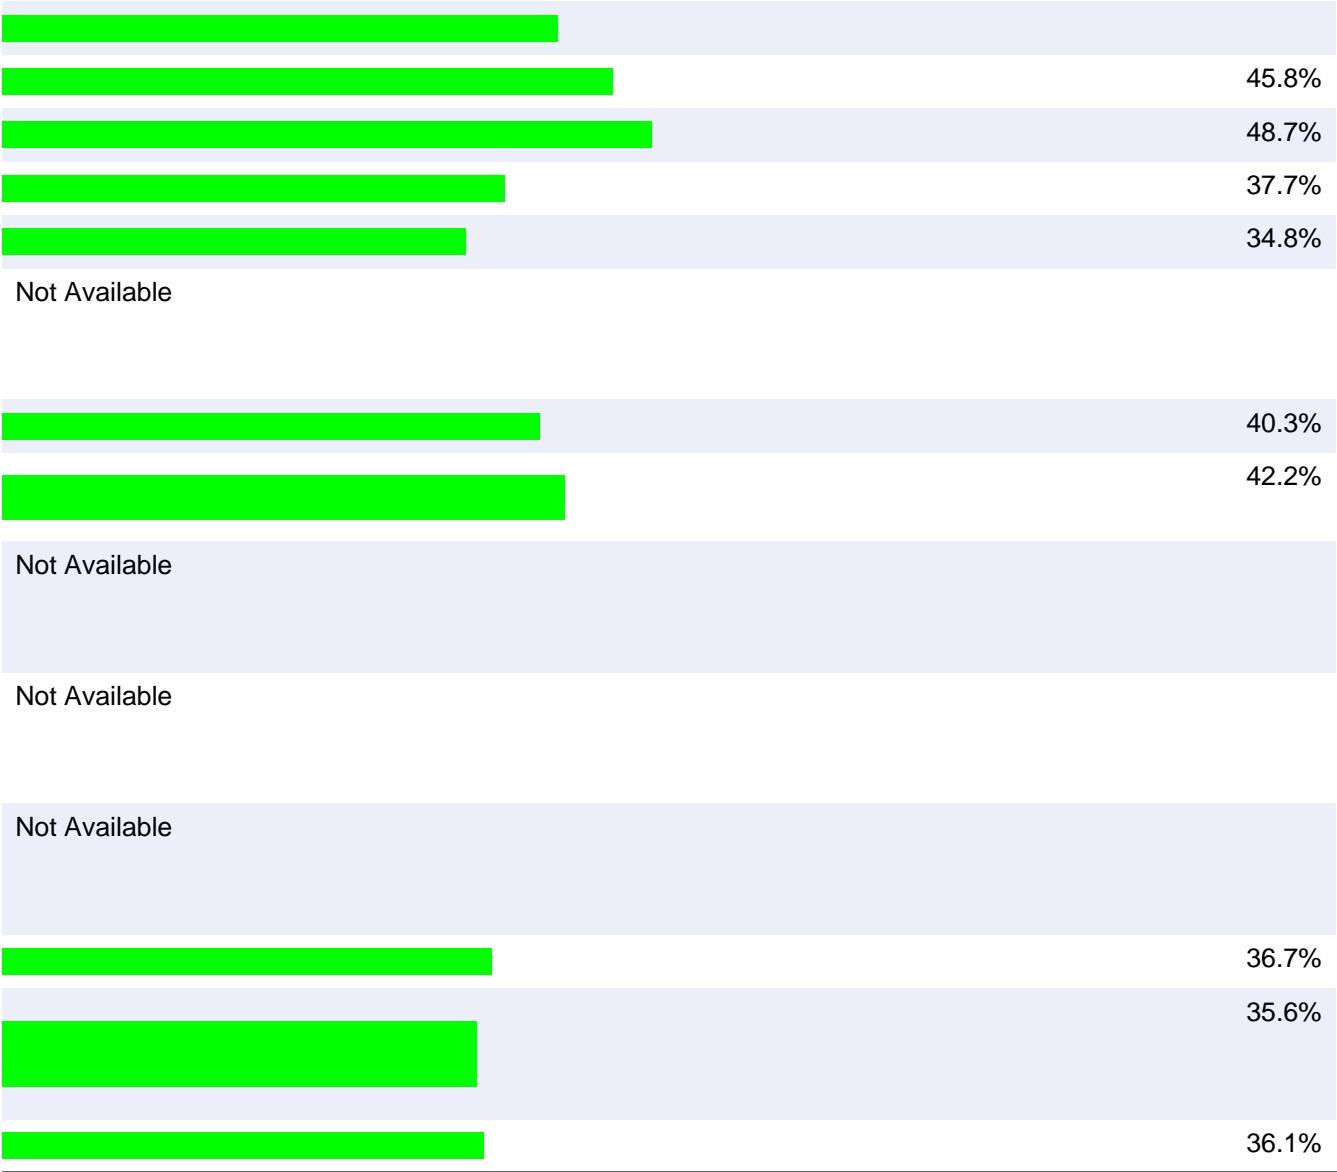 45.8%
48.7%
37.7%
34.8%
Not Available
40.3%
42.2%
Not Available
Not Available
Not Available
36.7%
35.6%
36.1%